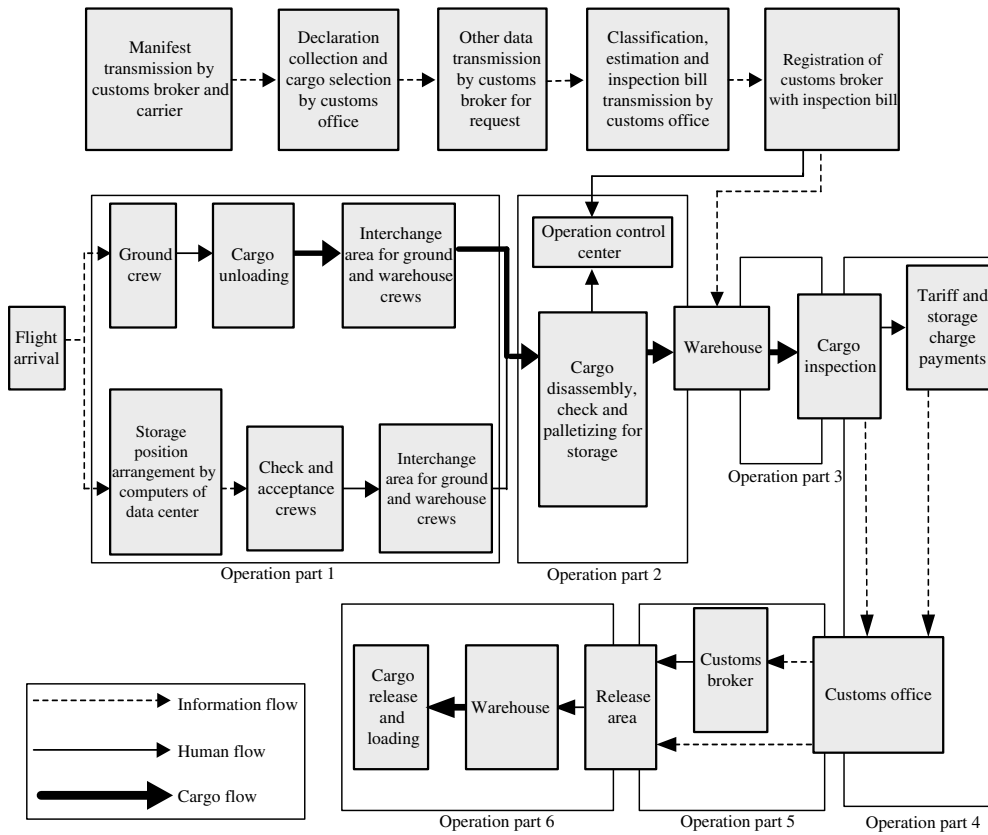 Manifest
transmission by
customs broker and
carrier
Declaration
collection and
cargo selection
by customs
office
Other data
transmission
by customs
broker for
request
Classification,
estimation and
inspection bill
transmission by
customs office
Registration of
customs broker
with inspection bill
Flight
arrival
Ground
crew
Cargo
unloading
Interchange
area for ground
and warehouse
crews
Storage
position
arrangement by
computers of
data center
Check and
acceptance
crews
Interchange
area for ground
and warehouse
crews
Operation part 1
Operation control
center
Cargo
disassembly,
check and
palletizing for
storage
Operation part 2
Warehouse
Cargo
inspection
Operation part 3
Tariff and
storage
charge
payments
Customs office
Operation part 4
Customs
broker
Operation part 5
Release
area
Warehouse
Cargo
release and
loading
Operation part 6
Information flow
Human flow
Cargo flow